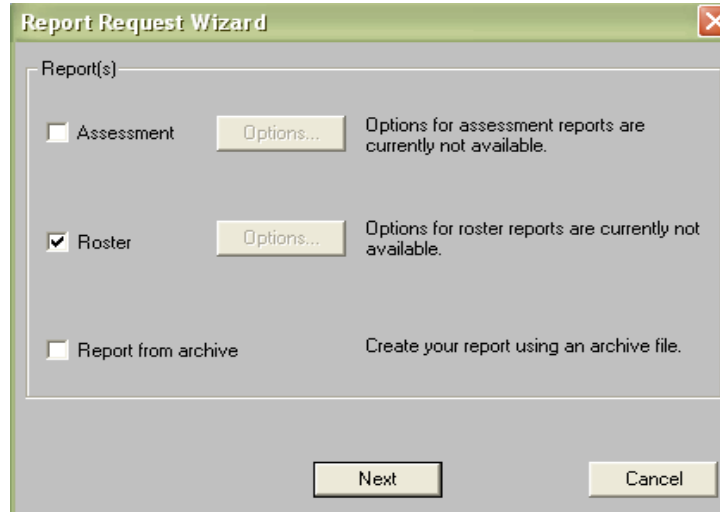 Report Request Wizard
Report(s)
Assessment
Options...
Options for assessment reports are
currently not available.
Roster
Options...
Options for roster reports are currently not
available.
Report from archive
Create your report using an archive file.
Next
Cancel